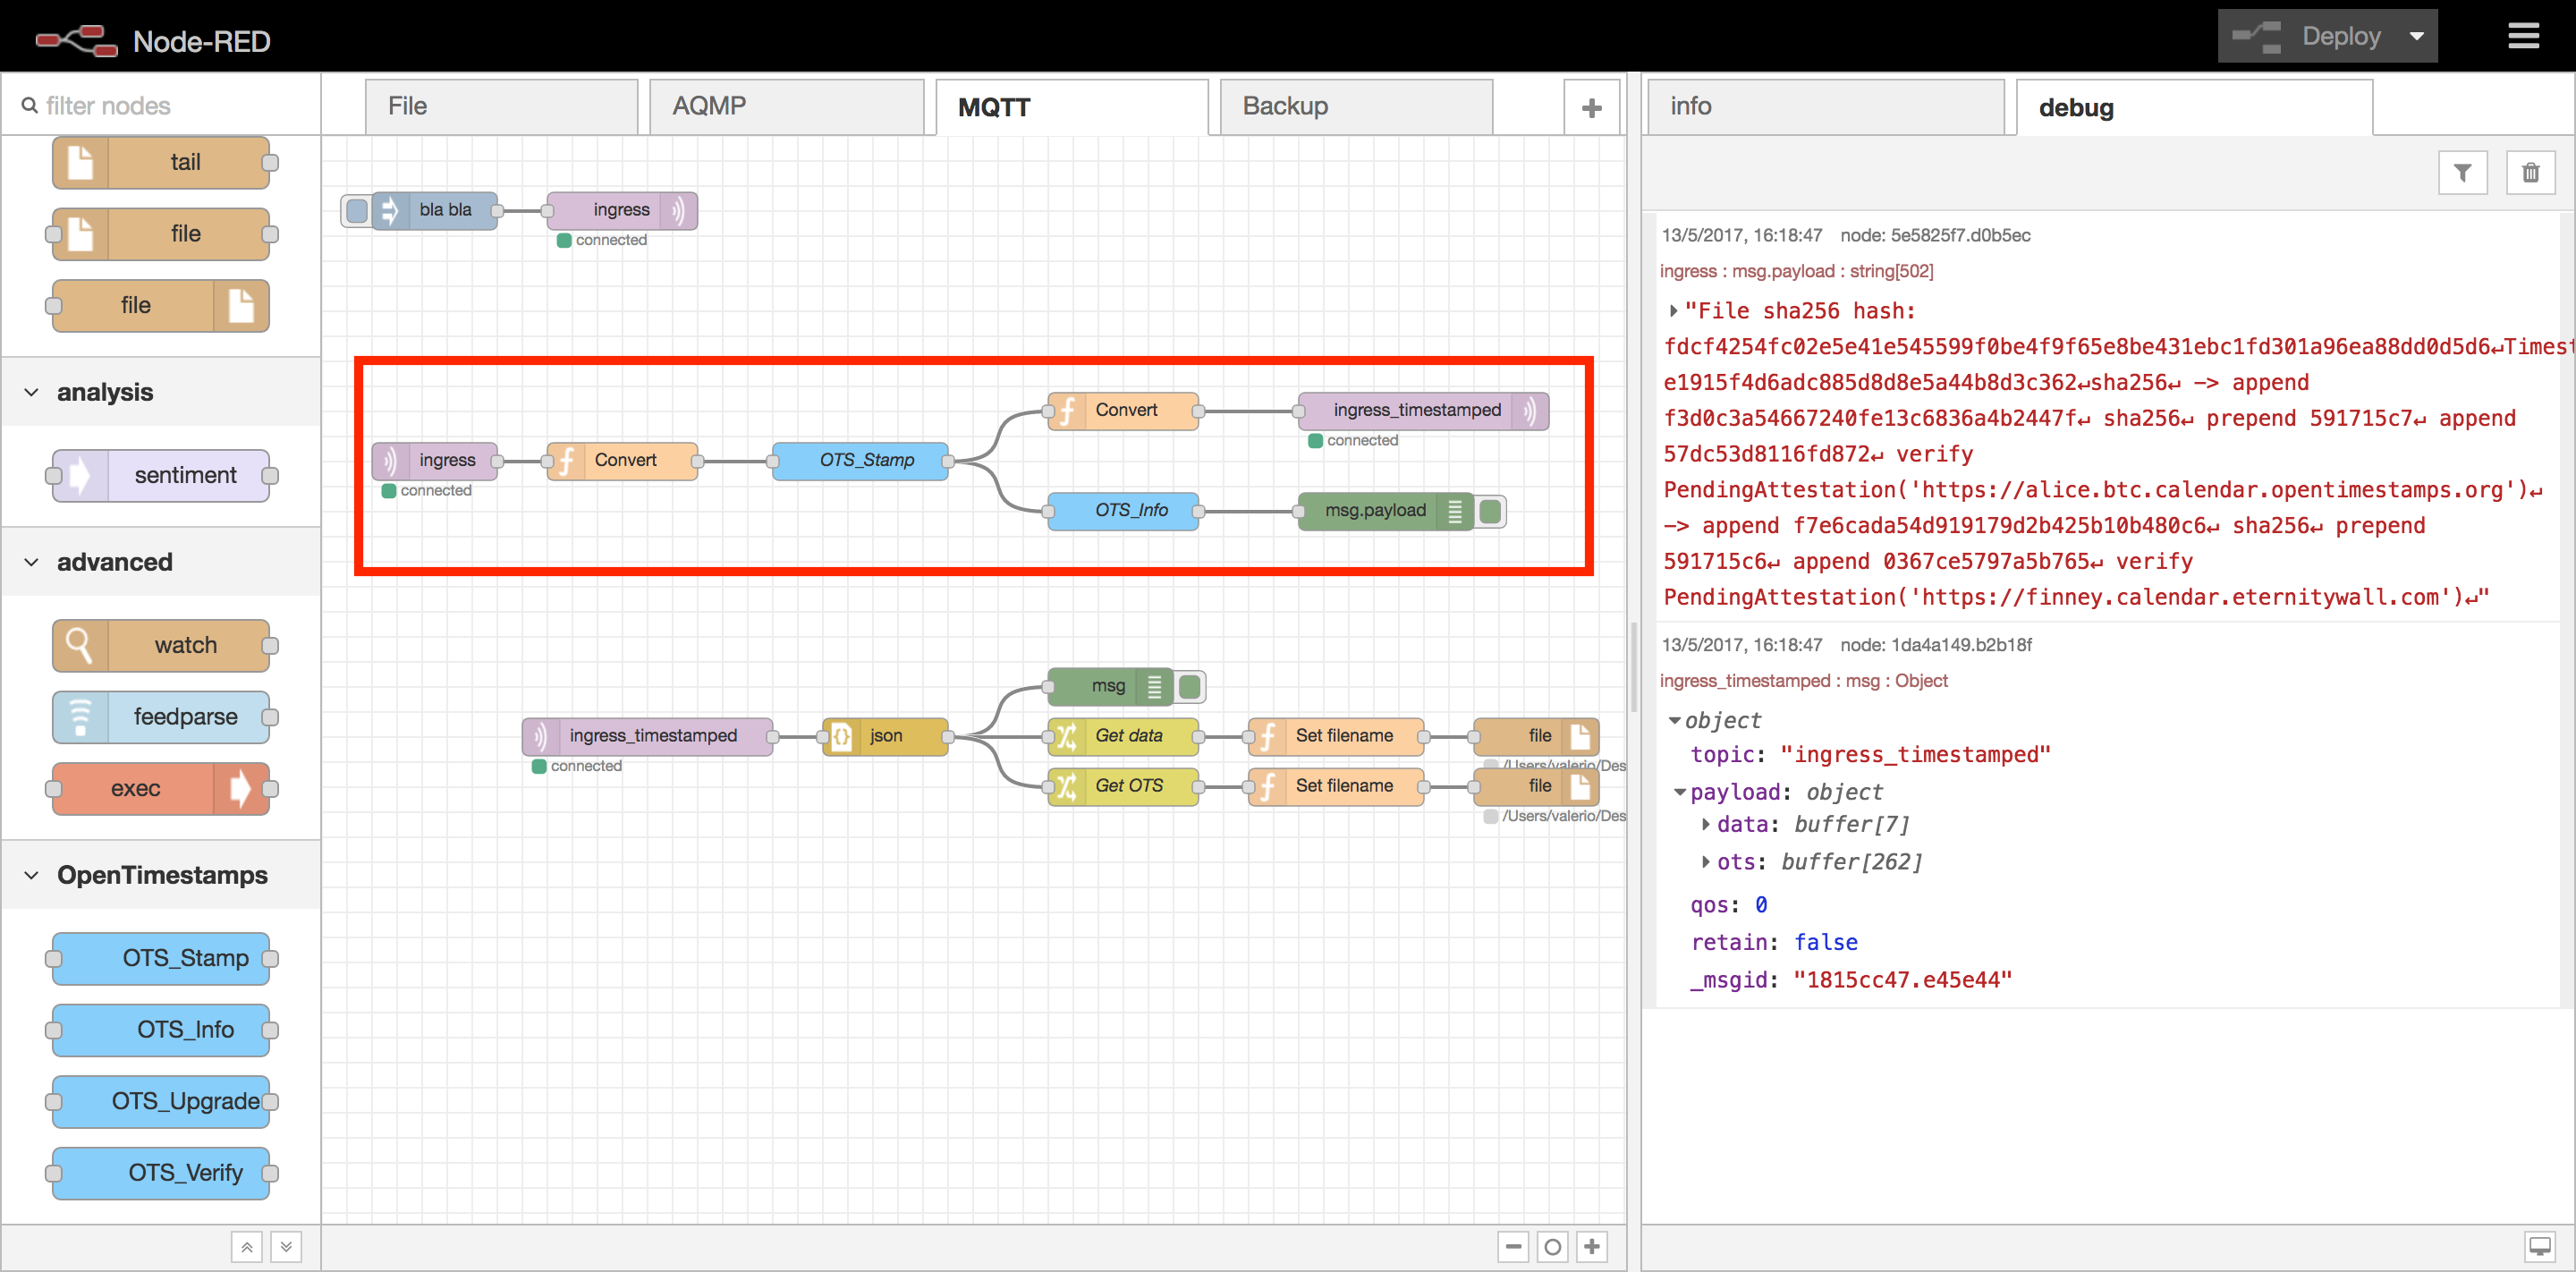 Node-RED
Deploy
filter nodes
File
AQMP
MQTT
Backup
info
debug
tail
file
file
analysis
sentiment
advanced
watch
feedparse
exec
OpenTimestamps
OTS_Stamp
OTS_Info
OTS_Upgrade
OTS_Verify
bla bla
ingress
connected
ingress
connected
Convert
OTS_Stamp
Convert
ingress_timestamped
connected
OTS_Info
msg.payload
ingress_timestamped
connected
json
msg
Get data
Set filename
file
/Users/valerio/Des
Get OTS
Set filename
file
/Users/valerio/Des
13/5/2017, 16:18:47 node: 5e5825f7.d0b5ec
ingress : msg.payload : string[502]
"File sha256 hash:
fdcf4254fc02e5e41e545599f0be4f9f65e8be431ebc1fd301a96ea88dd0d5d6↵Timest
e1915f4d6adc885d8d8e5a44b8d3c362↵sha256↵ -> append
f3d0c3a54667240fe13c6836a4b2447f↵ sha256↵ prepend 591715c7↵ append
57dc53d8116fd872↵ verify
PendingAttestation('https://alice.btc.calendar.opentimestamps.org')↵
-> append f7e6cada54d919179d2b425b10b480c6↵ sha256↵ prepend
591715c6↵ append 0367ce5797a5b765↵ verify
PendingAttestation('https://finney.calendar.eternitywall.com')↵"
13/5/2017, 16:18:47 node: 1da4a149.b2b18f
ingress_timestamped : msg : Object
object
topic: "ingress_timestamped"
payload: object
data: buffer[7]
ots: buffer[262]
qos: 0
retain: false
_msgid: "1815cc47.e45e44"